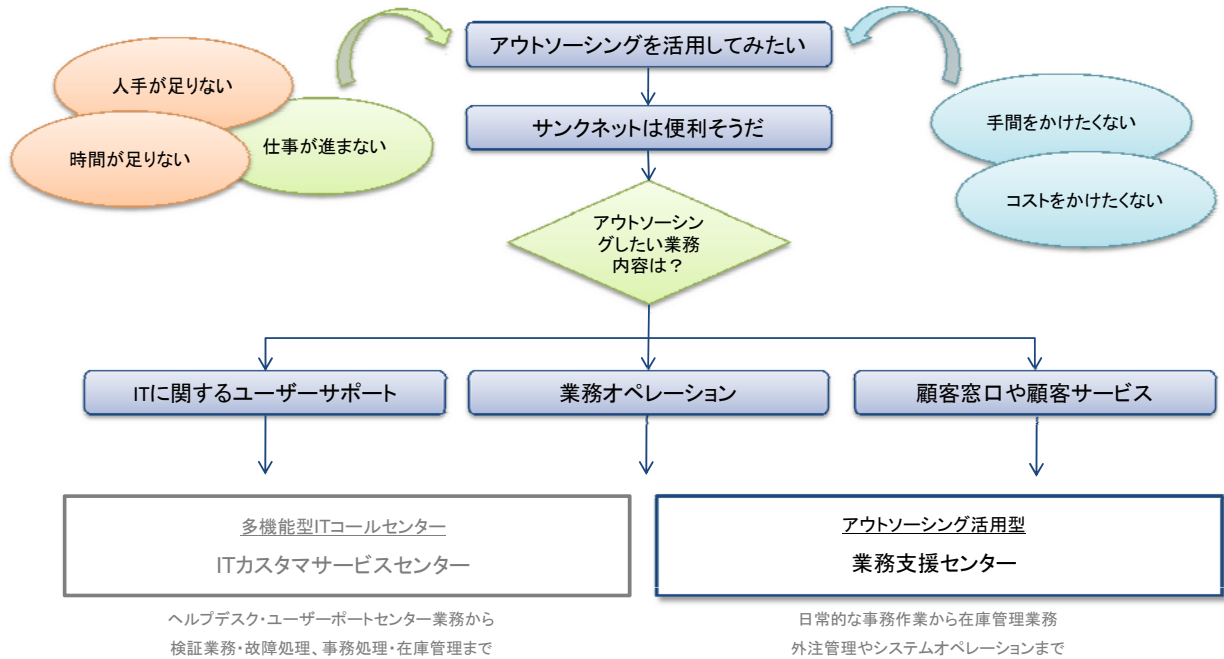 アウトソーシングを活用してみたい
人手が足りない
時間が足りない
仕事が進まない
サンクネットは便利そうだ
手間をかけたくない
コストをかけたくない
アウトソーシン
グしたい業務
内容は？
ITに関するユーザーサポート
業務オペレーション
顧客窓口や顧客サービス
多機能型ITコールセンター
ITカスタマサービスセンター
アウトソーシング活用型
業務支援センター
ヘルプデスク・ユーザーポートセンター業務から
検証業務・故障処理、事務処理・在庫管理まで
日常的な事務作業から在庫管理業務
外注管理やシステムオペレーションまで